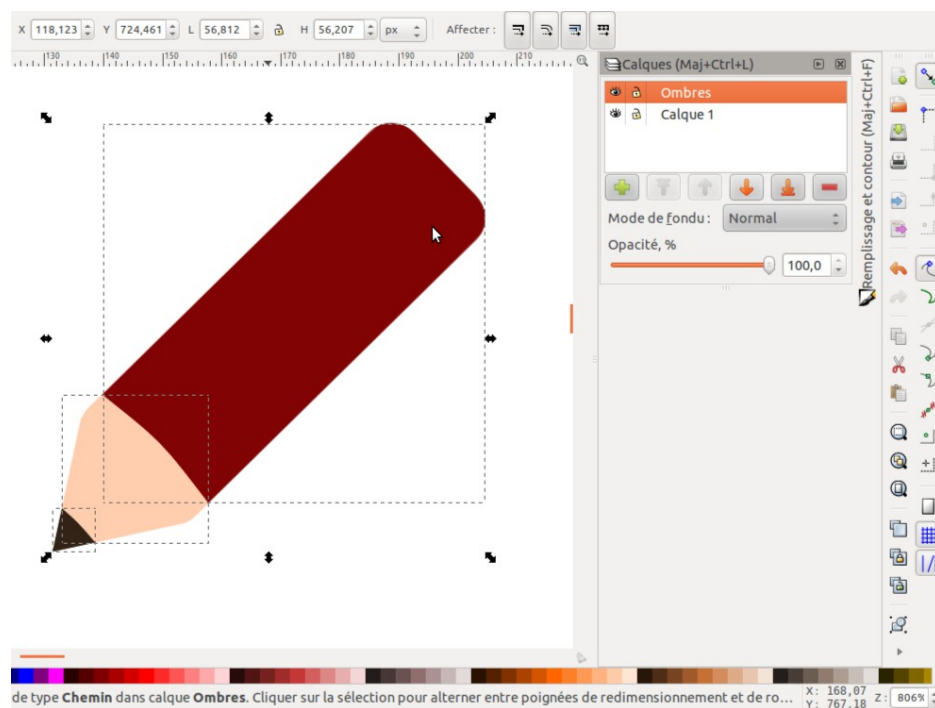 X 118,123 Y 724,461 L 56,812 H 56,207 px Affecter :
130 140 150 160 170 180 190 200 210
Calques (Maj+Ctrl+L)
Ombres
Calque 1
Mode de fondu : Normal
Opacité, %
100,0
Remplissage et contour (Maj+Ctrl+F)
de type Chemin dans calque Ombres. Cliquer sur la sélection pour alterner entre poignées de redimensionnement et de ro...
X: 168,07
Y: 767,18
Z: 806%